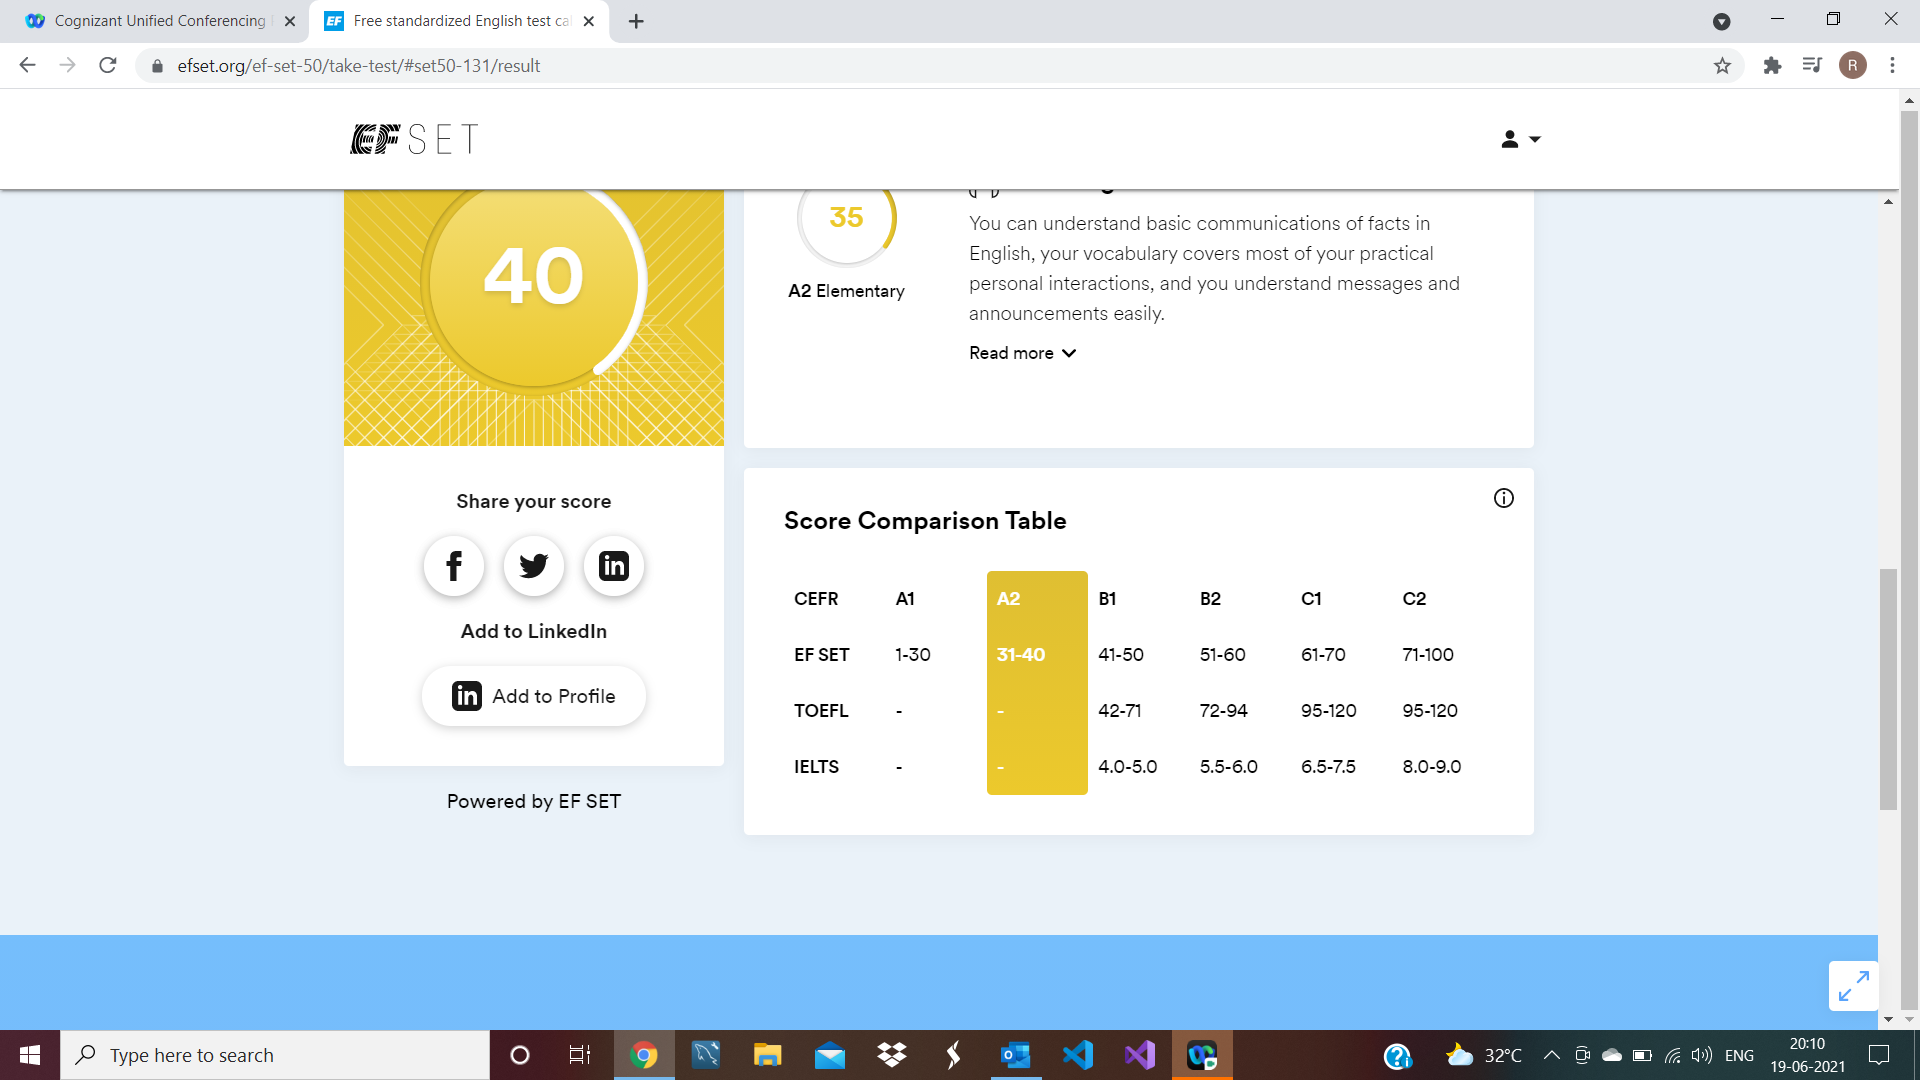 Cognizant Unified Conferencing
Free standardized English test ca
efset.org/ef-set-50/take-test/#set50-131/result
R
EF SET
40
35
A2 Elementary
You can understand basic communications of facts in
English, your vocabulary covers most of your practical
personal interactions, and you understand messages and
announcements easily.
Read more
Share your score
Add to LinkedIn
in Add to Profile
Powered by EF SET
Score Comparison Table
CEFR A1 A2 B1 B2 C1 C2
EF SET 1-30 31-40 41-50 51-60 61-70 71-100
TOEFL - - 42-71 72-94 95-120 95-120
IELTS - - 4.0-5.0 5.5-6.0 6.5-7.5 8.0-9.0
Type here to search
32°C
ENG
20:10
19-06-2021